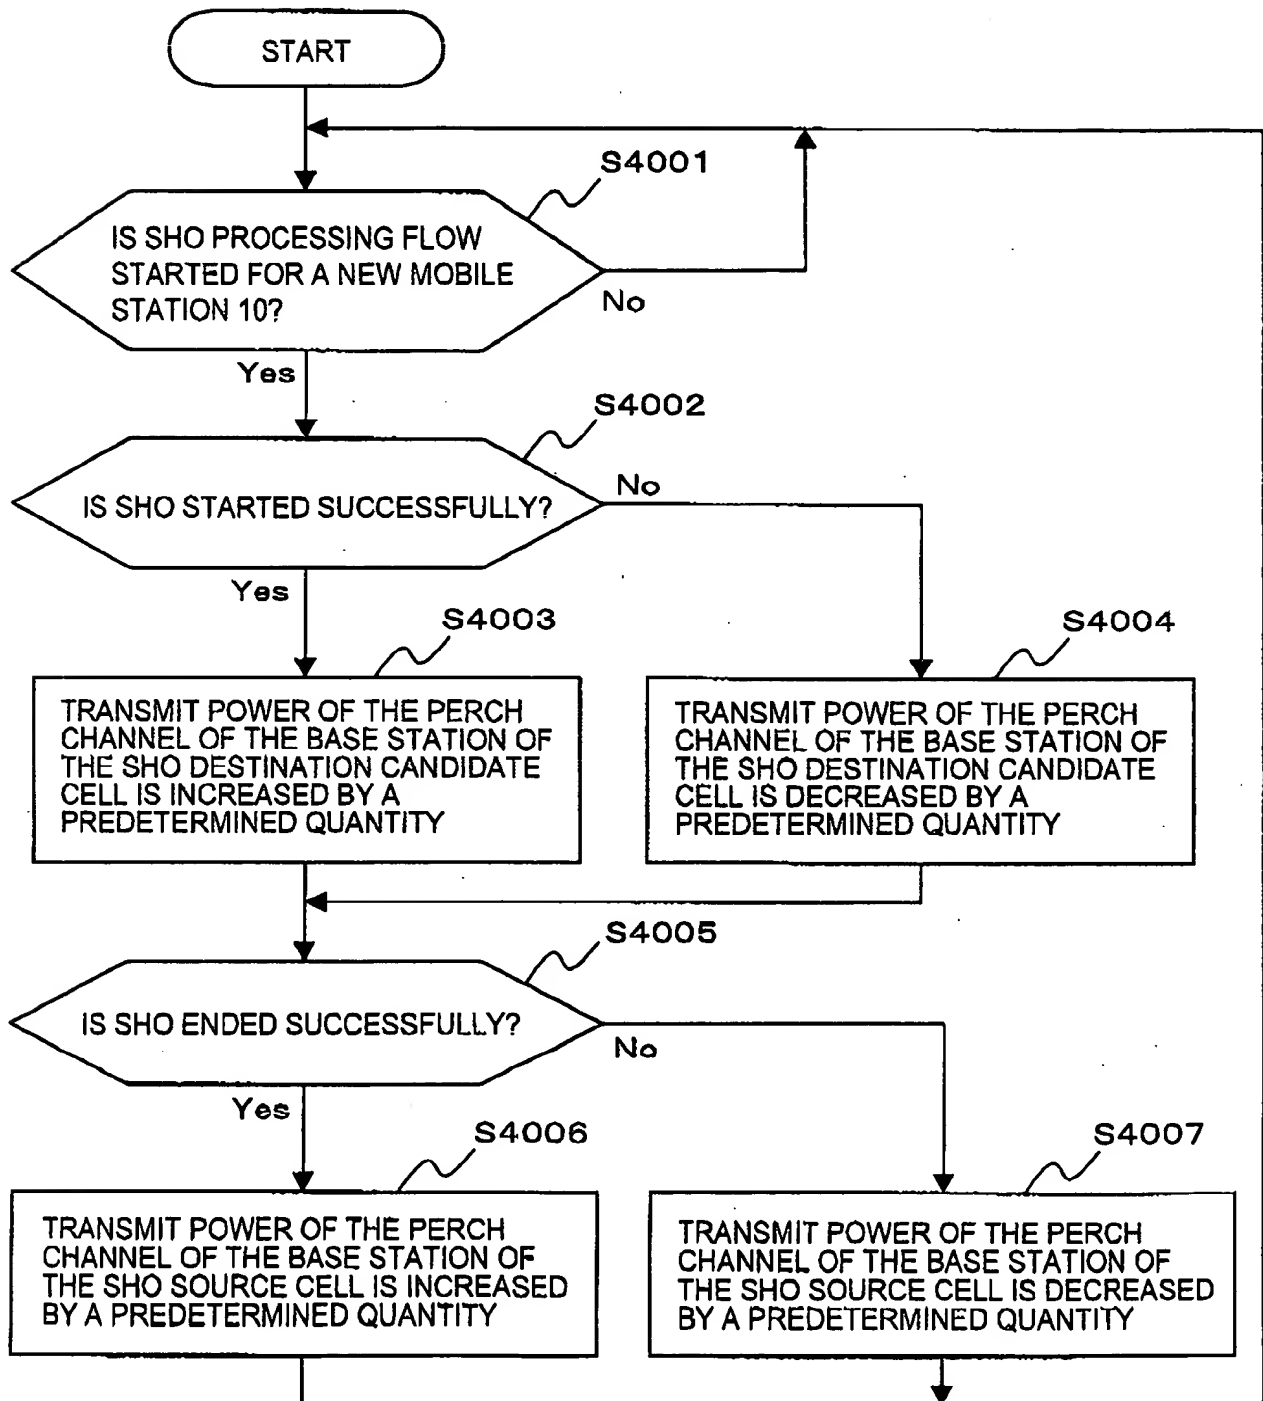 START
S4001
IS SHO PROCESSING FLOW
STARTED FOR A NEW MOBILE
STATION 10?
No
Yes
S4002
IS SHO STARTED SUCCESSFULLY?
No
Yes
S4003
S4004
TRANSMIT POWER OF THE PERCH
CHANNEL OF THE BASE STATION OF
THE SHO DESTINATION CANDIDATE
CELL IS INCREASED BY A
PREDETERMINED QUANTITY
TRANSMIT POWER OF THE PERCH
CHANNEL OF THE BASE STATION OF
THE SHO DESTINATION CANDIDATE
CELL IS DECREASED BY A
PREDETERMINED QUANTITY
S4005
IS SHO ENDED SUCCESSFULLY?
No
Yes
S4006
S4007
TRANSMIT POWER OF THE PERCH
CHANNEL OF THE BASE STATION OF
THE SHO SOURCE CELL IS INCREASED
BY A PREDETERMINED QUANTITY
TRANSMIT POWER OF THE PERCH
CHANNEL OF THE BASE STATION OF
THE SHO SOURCE CELL IS DECREASED
BY A PREDETERMINED QUANTITY